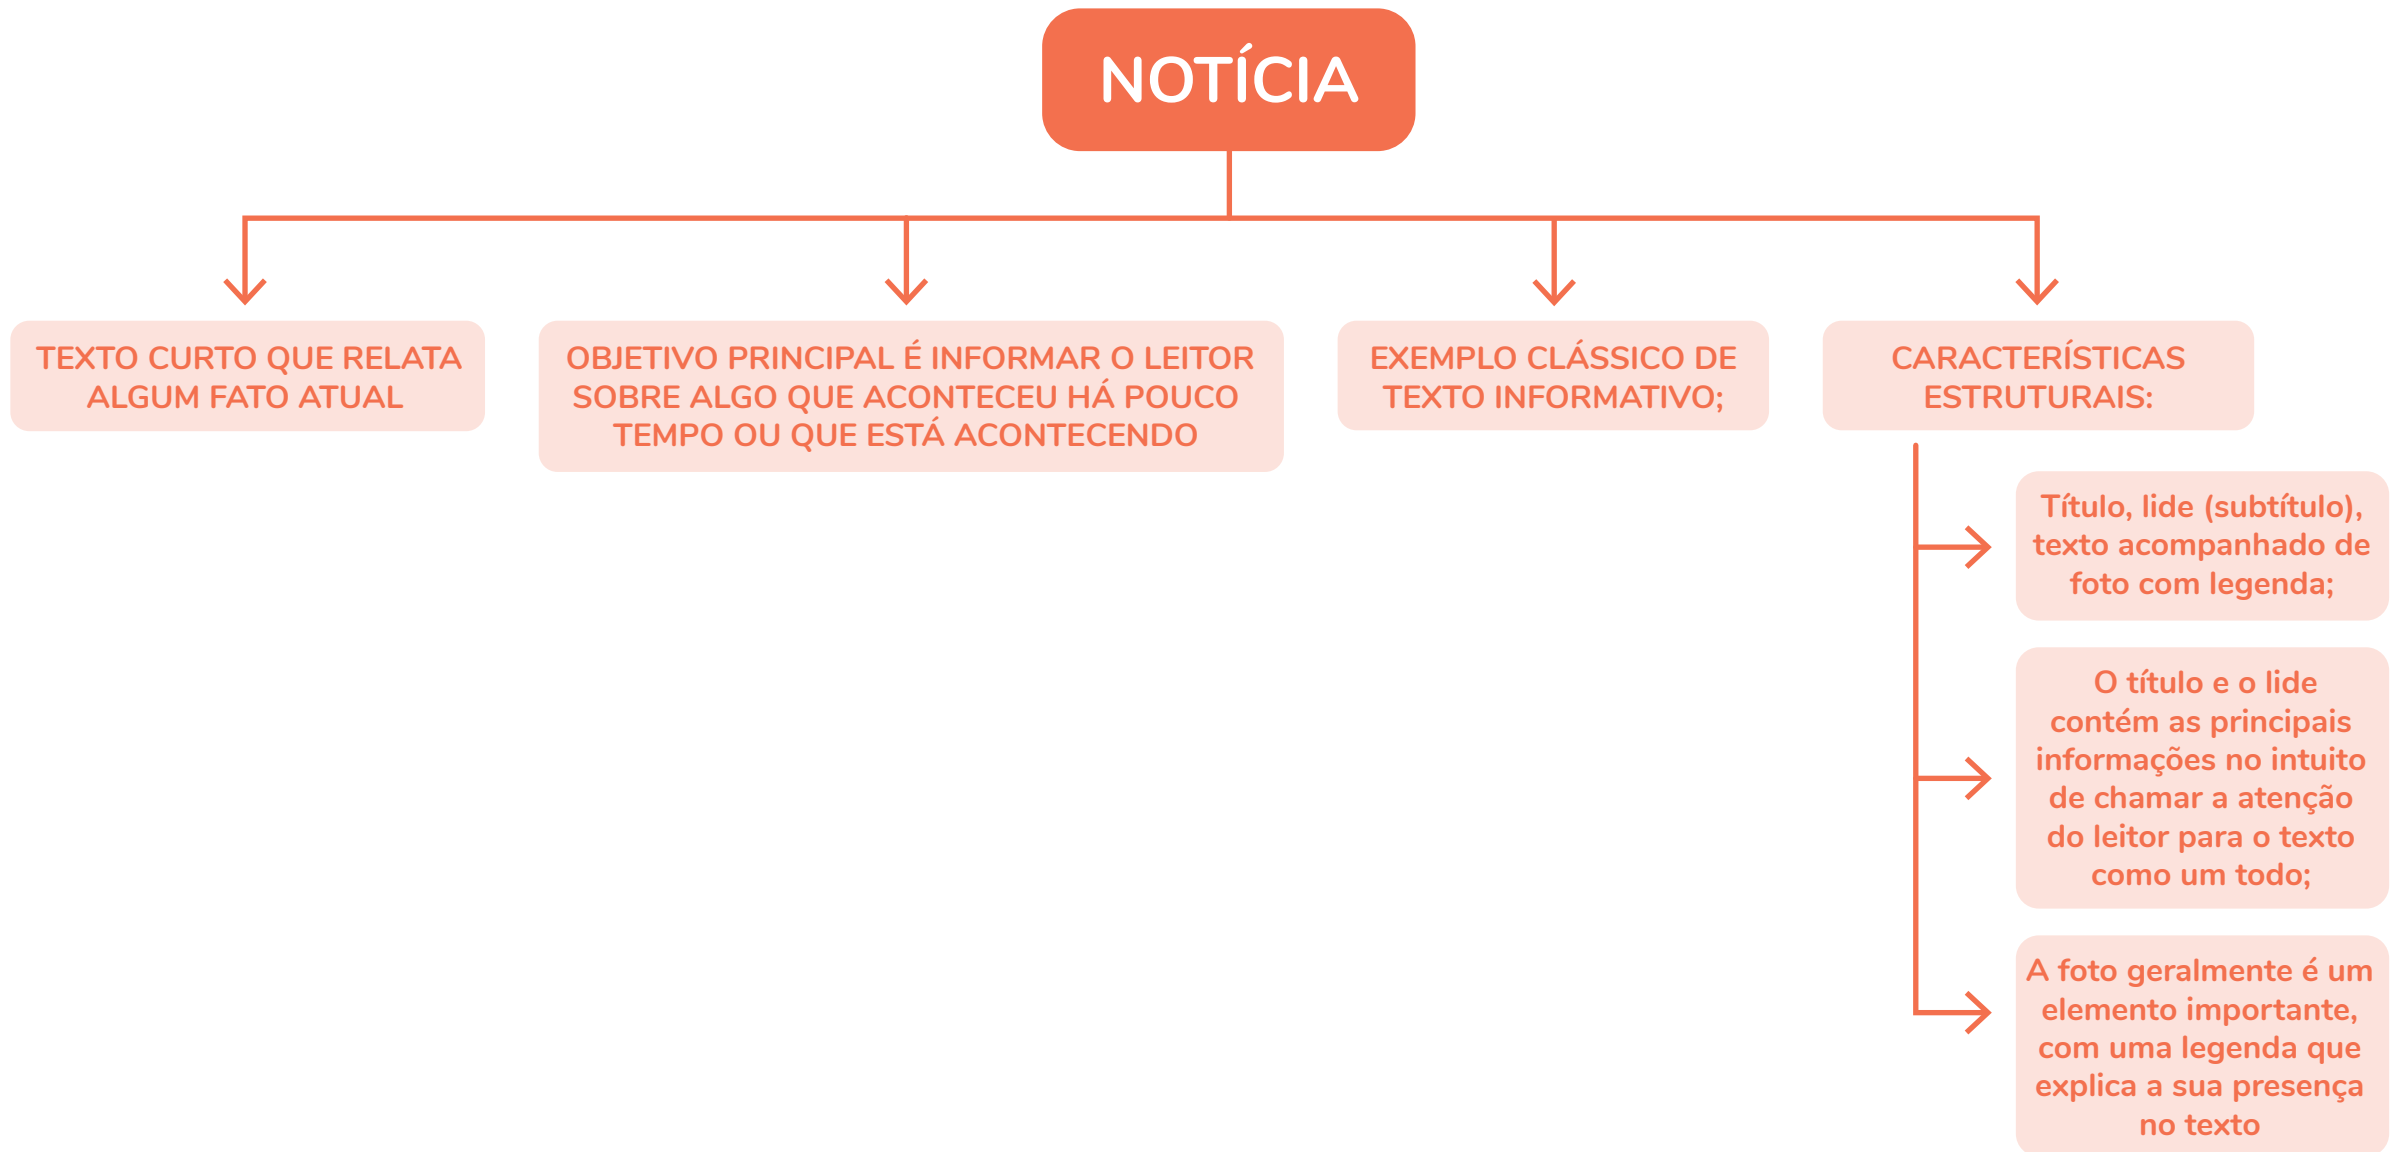 NOTÍCIA
TEXTO CURTO QUE RELATA
ALGUM FATO ATUAL
OBJETIVO PRINCIPAL É INFORMAR O LEITOR
SOBRE ALGO QUE ACONTECEU HÁ POUCO
TEMPO OU QUE ESTÁ ACONTECENDO
EXEMPLO CLÁSSICO DE
TEXTO INFORMATIVO;
CARACTERÍSTICAS
ESTRUTURAIS:
Título, lide (subtítulo),
texto acompanhado de
foto com legenda;
O título e o lide
contém as principais
informações no intuito
de chamar a atenção
do leitor para o texto
como um todo;
A foto geralmente é um
elemento importante,
com uma legenda que
explica a sua presença
no texto